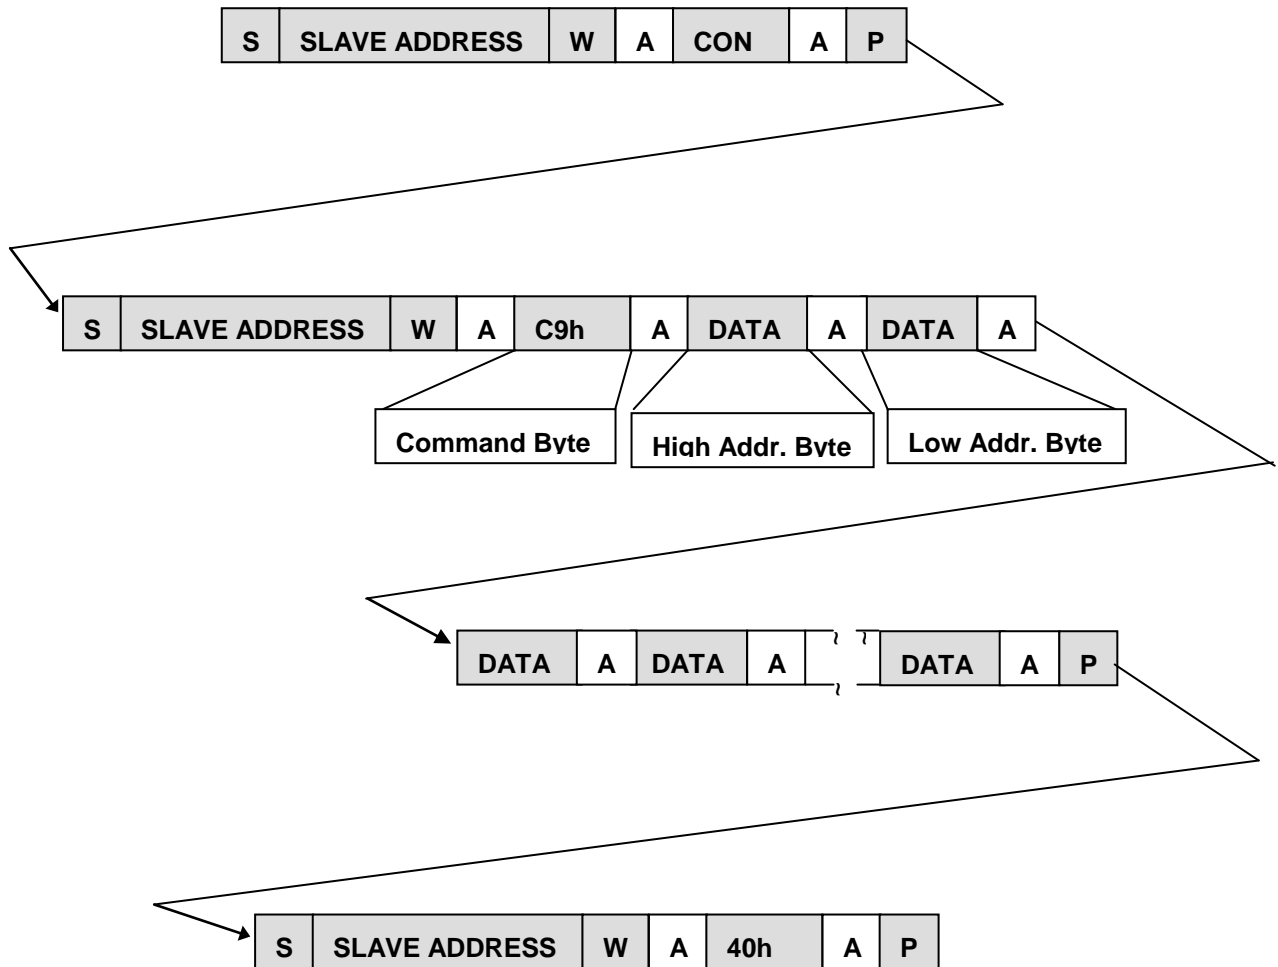 S SLAVE ADDRESS W A CON A P
S SLAVE ADDRESS W A C9h A DATA A DATA A
Command Byte High Addr. Byte Low Addr. Byte
DATA A DATA A ~ ~ ~ DATA A P
S SLAVE ADDRESS W A 40h A P